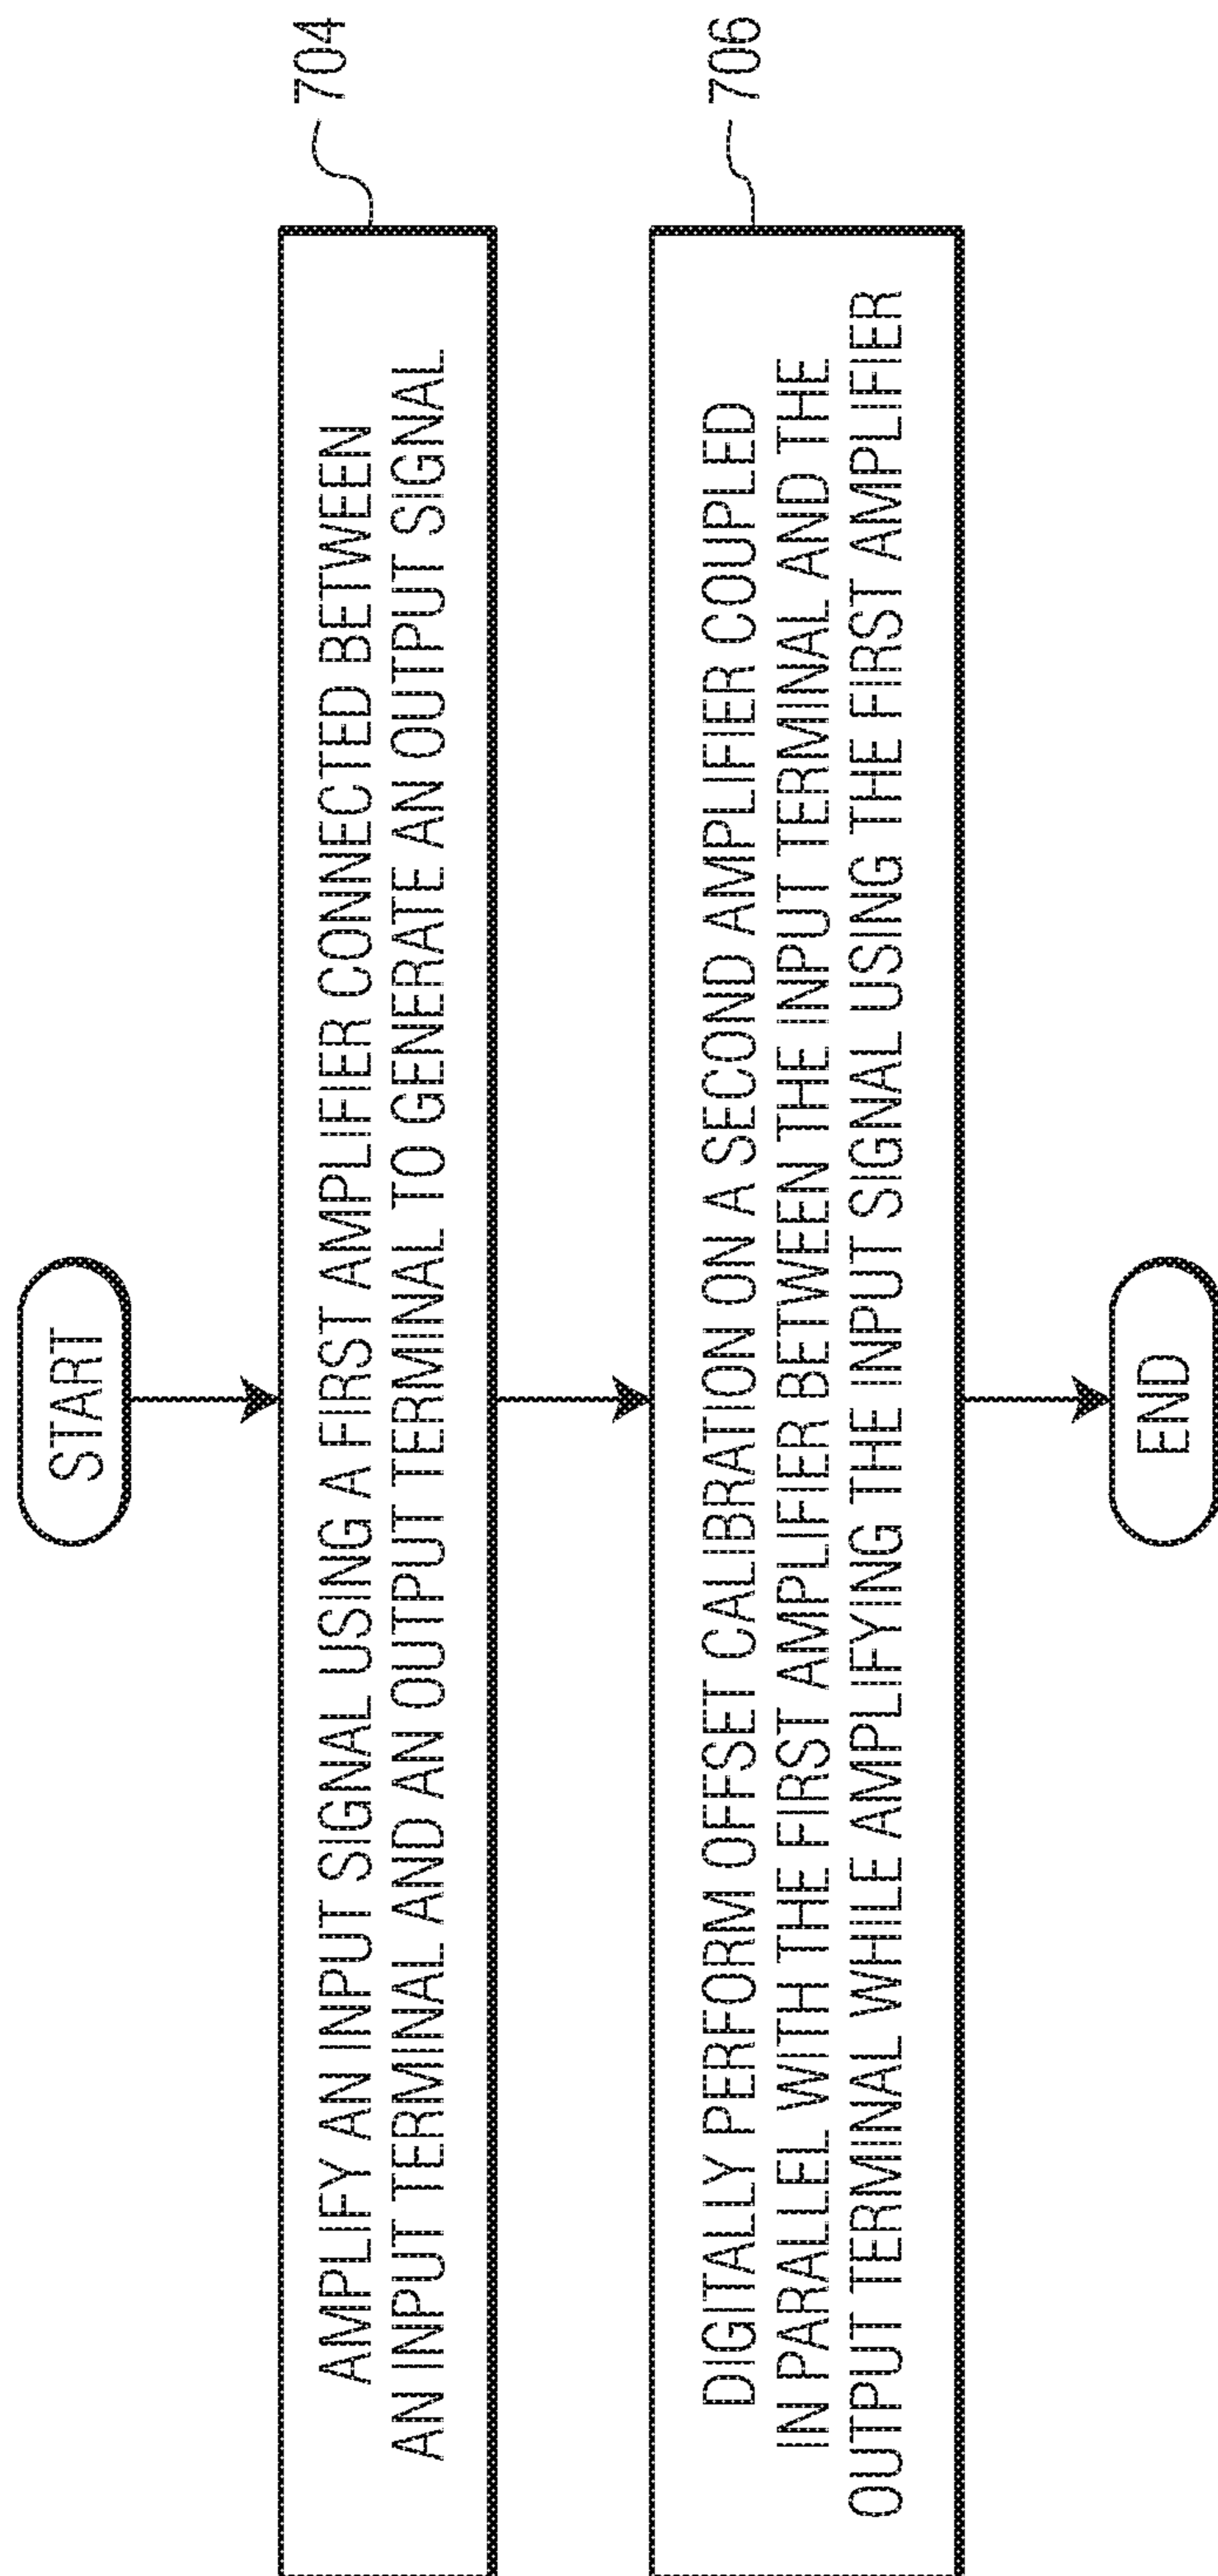 START
AMPLIFY AN INPUT SIGNAL USING A FIRST AMPLIFIER CONNECTED BETWEEN
AN INPUT TERMINAL AND AN OUTPUT TERMINAL TO GENERATE AN OUTPUT SIGNAL
704
DIGITALLY PERFORM OFFSET CALIBRATION ON A SECOND AMPLIFIER COUPLED
IN PARALLEL WITH THE FIRST AMPLIFIER BETWEEN THE INPUT TERMINAL AND THE
OUTPUT TERMINAL WHILE AMPLIFYING THE INPUT SIGNAL USING THE FIRST AMPLIFIER
706
END